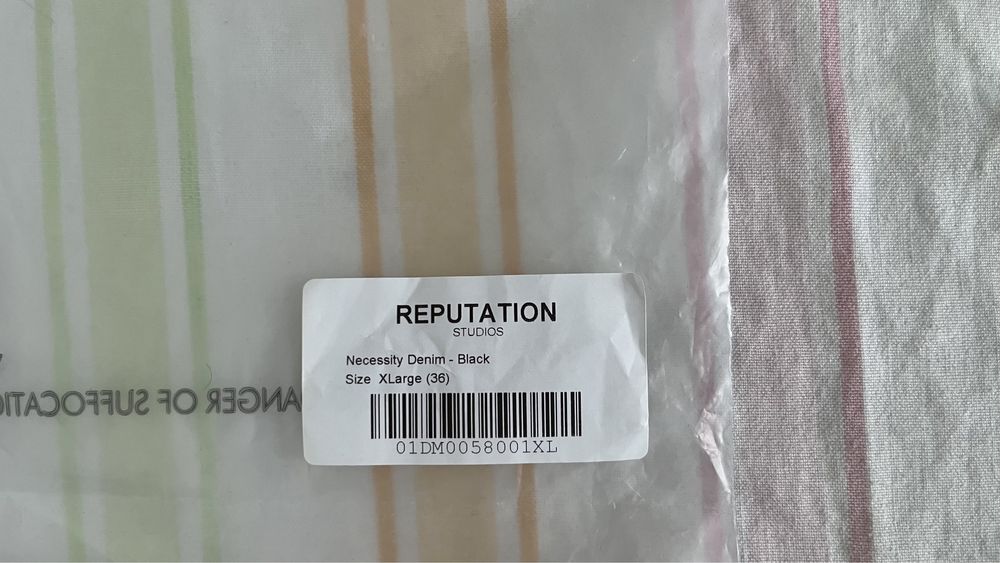 REPUTATION
STUDIOS
Necessity Denim - Black
Size XLarge (36)
ANGER OF SUFFOCATIO
01DM0058001XL